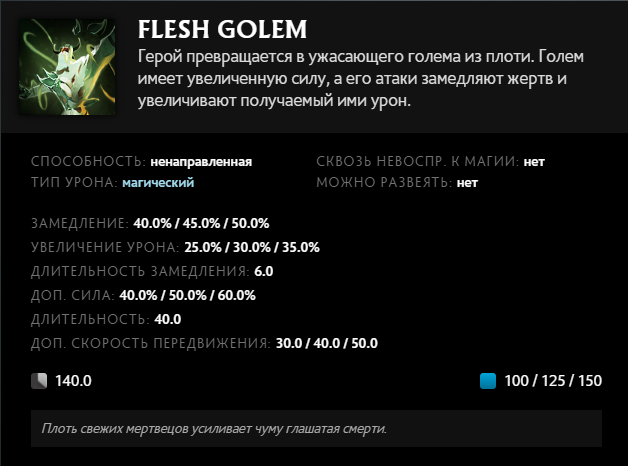 FLESH GOLEM
Герой превращается в ужасающего голема из плоти. Голем
имеет увеличенную силу, а его атаки замедляют жертв и
увеличивают получаемый ими урон.
СПОСОБНОСТЬ: ненаправленная
СКВОЗЬ НЕВОСПР. К МАГИИ: нет
ТИП УРОНА: магический
МОЖНО РАЗВЕЯТЬ: нет
ЗАМЕДЛЕНИЕ: 40.0% / 45.0% / 50.0%
УВЕЛИЧЕНИЕ УРОНА: 25.0% / 30.0% / 35.0%
ДЛИТЕЛЬНОСТЬ ЗАМЕДЛЕНИЯ: 6.0
ДОП. СИЛА: 40.0% / 50.0% / 60.0%
ДЛИТЕЛЬНОСТЬ: 40.0
ДОП. СКОРОСТЬ ПЕРЕДВИЖЕНИЯ: 30.0 / 40.0 / 50.0
140.0
100 / 125 / 150
Плоть свежих мертвецов усиливает чуму глашатая смерти.